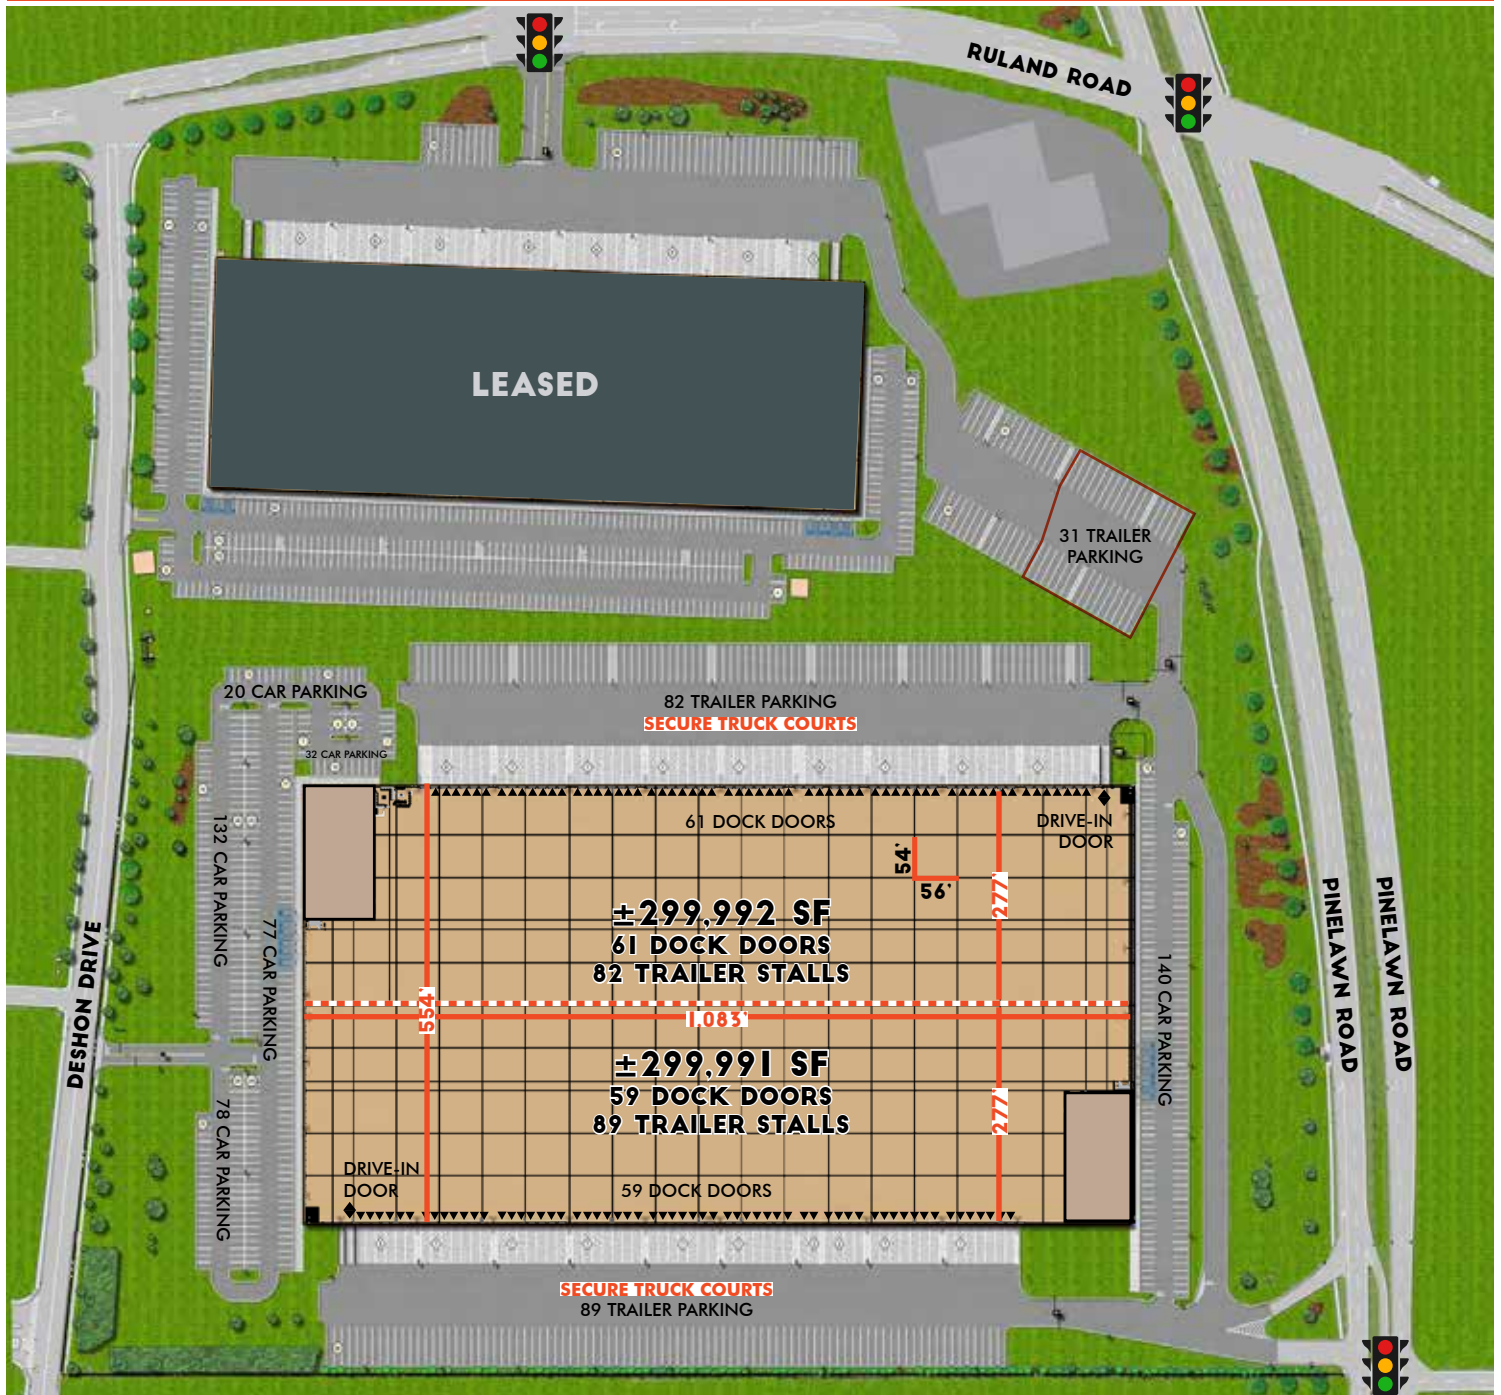 RULAND ROAD
LEASED
31 TRAILER
PARKING
20 CAR PARKING
82 TRAILER PARKING
SECURE TRUCK COURTS
32 CAR PARKING
61 DOCK DOORS
DRIVE-IN
DOOR
54'
56'
277'
132 CAR PARKING
77 CAR PARKING
±299,992 SF
61 DOCK DOORS
82 TRAILER STALLS
554'
1,083'
DESHON DRIVE
140 CAR PARKING
PINELAWN ROAD
PINELAWN ROAD
±299,991 SF
59 DOCK DOORS
89 TRAILER STALLS
277'
78 CAR PARKING
DRIVE-IN
DOOR
59 DOCK DOORS
SECURE TRUCK COURTS
89 TRAILER PARKING